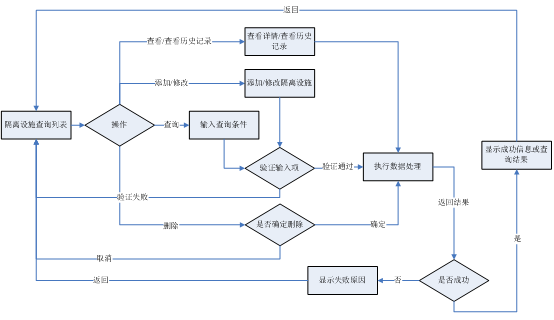 返回
查看/查看历史记录
查看详情/查看历史
记录
添加/修改
添加/修改隔离设施
隔离设施查询列表
操作
查询
输入查询条件
验证输入项
验证通过
执行数据处理
显示成功信息或查
询结果
验证失败
返回结果
删除
是否确定删除
确定
是
取消
返回
显示失败原因
否
是否成功